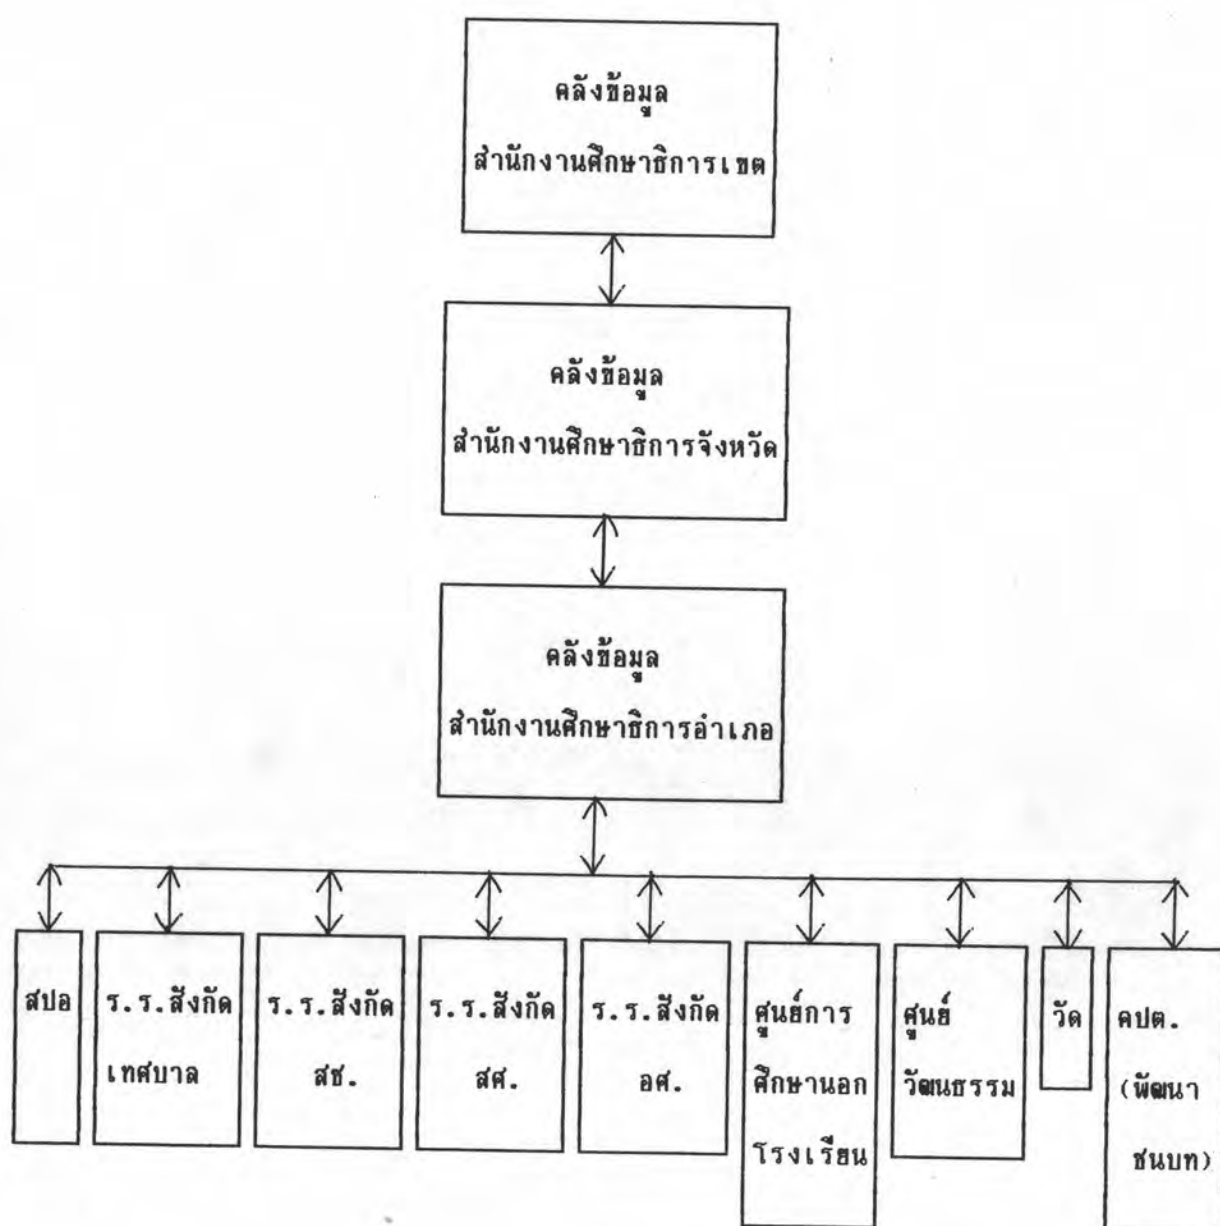 คลังข้อมูล
สำนักงานศึกษาธิการเขต
คลังข้อมูล
สำนักงานศึกษาธิการจังหวัด
คลังข้อมูล
สำนักงานศึกษาธิการอำเภอ
สปอ
ร.ร.สังกัด
เทศบาล
ร.ร.สังกัด
สช.
ร.ร.สังกัด
สศ.
ร.ร.สังกัด
อศ.
ศูนย์การ
ศึกษานอก
โรงเรียน
ศูนย์
วัฒนธรรม
วัด
คปต.
(พัฒนา
ชนบท)